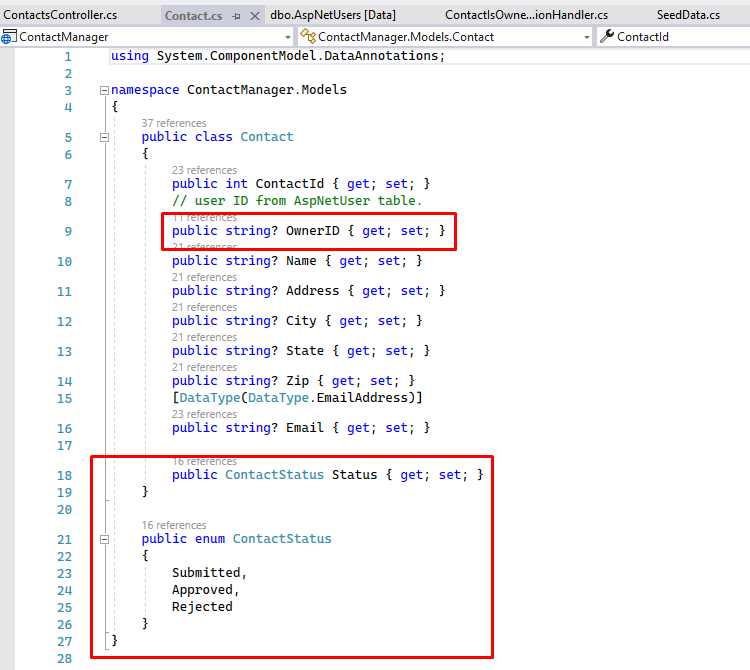 ContactsController.cs Contact.cs dbo.AspNetUsers [Data] ContactIsOwne...ionHandler.cs SeedData.cs
ContactManager ContactManager.Models.Contact ContactId
1 using System.ComponentModel.DataAnnotations;
2
3 namespace ContactManager.Models
4 {
37 references
5 public class Contact
6 {
23 references
7 public int ContactId { get; set; }
8 // user ID from AspNetUser table.
11 references
9 public string? OwnerID { get; set; }
21 references
10 public string? Name { get; set; }
21 references
11 public string? Address { get; set; }
21 references
12 public string? City { get; set; }
21 references
13 public string? State { get; set; }
21 references
14 public string? Zip { get; set; }
15 [DataType(DataType.EmailAddress)]
23 references
16 public string? Email { get; set; }
17
16 references
18 public ContactStatus Status { get; set; }
19 }
20
16 references
21 public enum ContactStatus
22 {
23 Submitted,
24 Approved,
25 Rejected
26 }
27 }
28